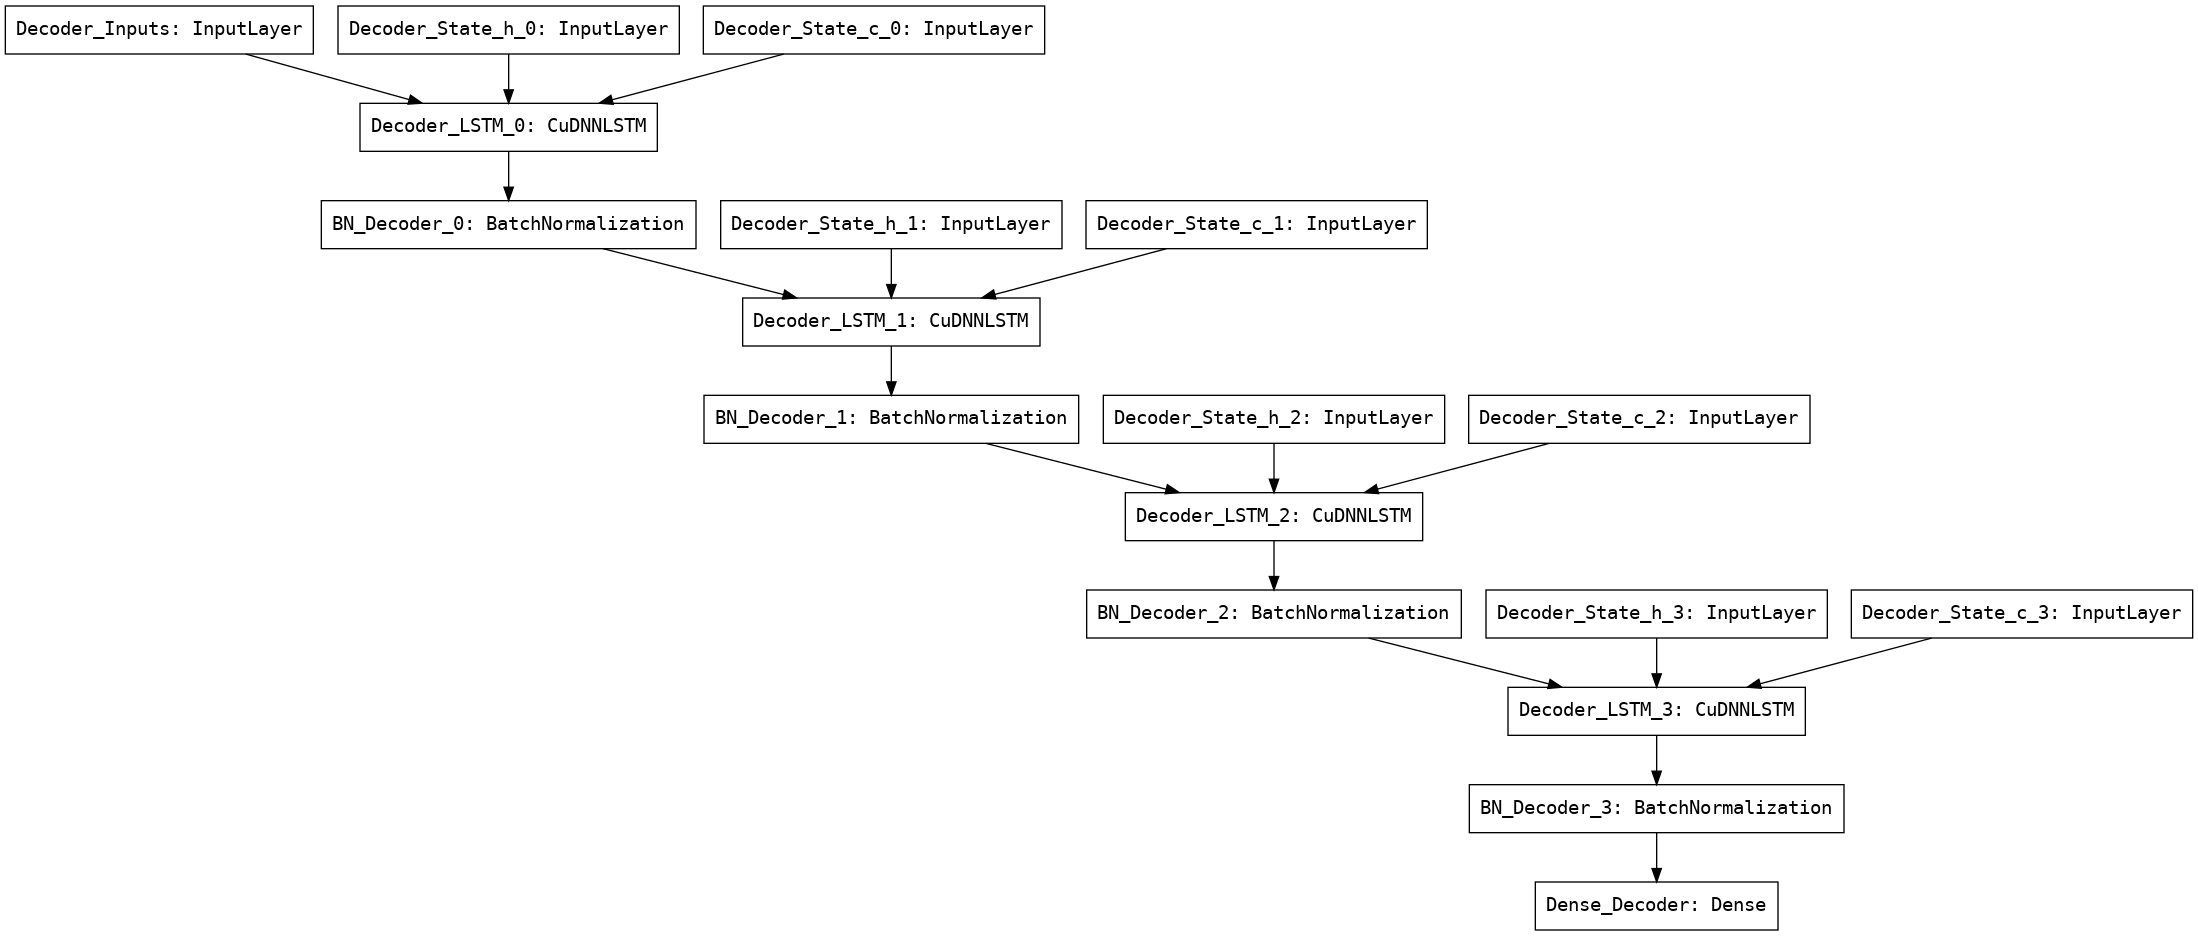 Decoder_Inputs: InputLayer
Decoder_State_h_0: InputLayer
Decoder_State_c_0: InputLayer
Decoder_LSTM_0: CuDNNLSTM
BN_Decoder_0: BatchNormalization
Decoder_State_h_1: InputLayer
Decoder_State_c_1: InputLayer
Decoder_LSTM_1: CuDNNLSTM
BN_Decoder_1: BatchNormalization
Decoder_State_h_2: InputLayer
Decoder_State_c_2: InputLayer
Decoder_LSTM_2: CuDNNLSTM
BN_Decoder_2: BatchNormalization
Decoder_State_h_3: InputLayer
Decoder_State_c_3: InputLayer
Decoder_LSTM_3: CuDNNLSTM
BN_Decoder_3: BatchNormalization
Dense_Decoder: Dense